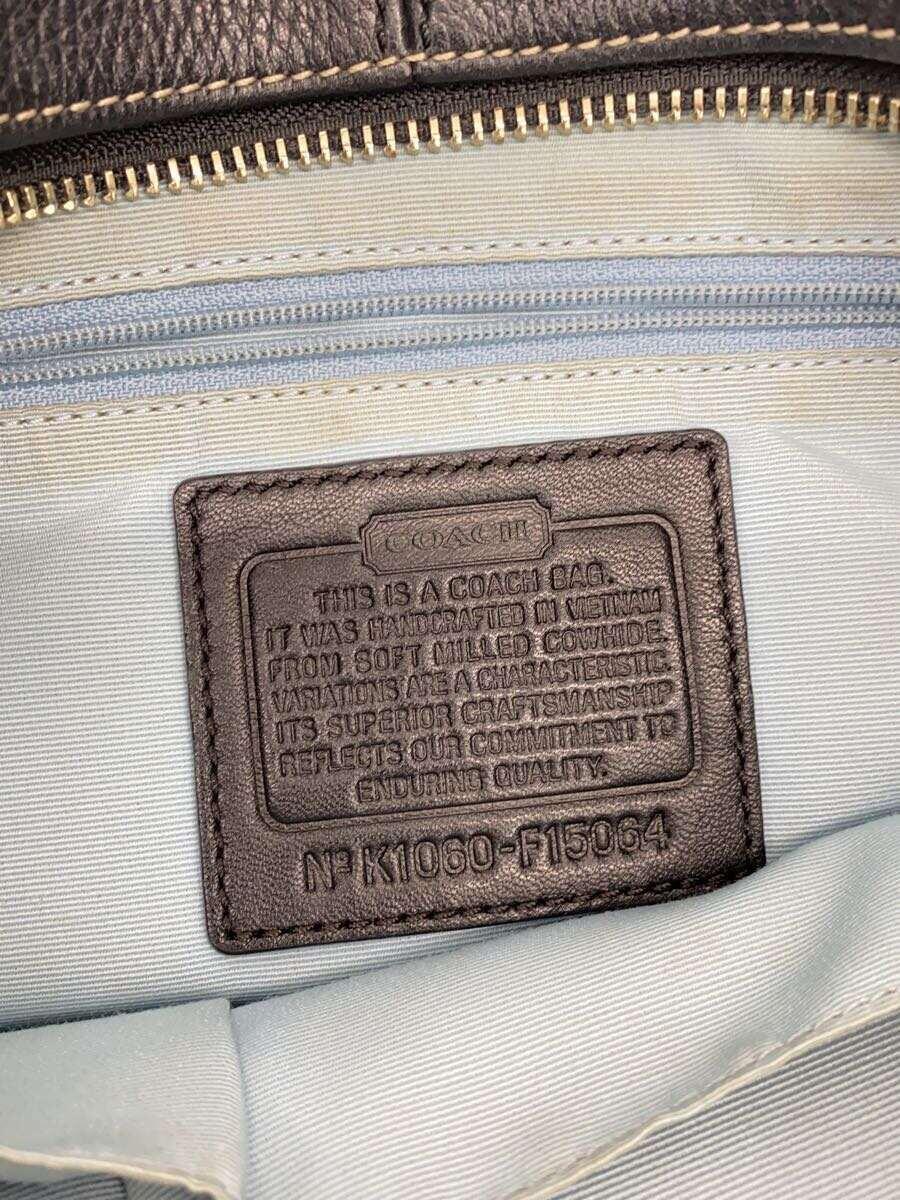 COACH
THIS IS A COACH BAG.
IT WAS HANDCRAFTED IN VIETNAM
FROM SOFT MILLED COWHIDE.
VARIATIONS ARE A CHARACTERISTIC.
ITS SUPERIOR CRAFTSMANSHIP
REFLECTS OUR COMMITMENT TO
ENDURING QUALITY.
Nº K1060-F15064